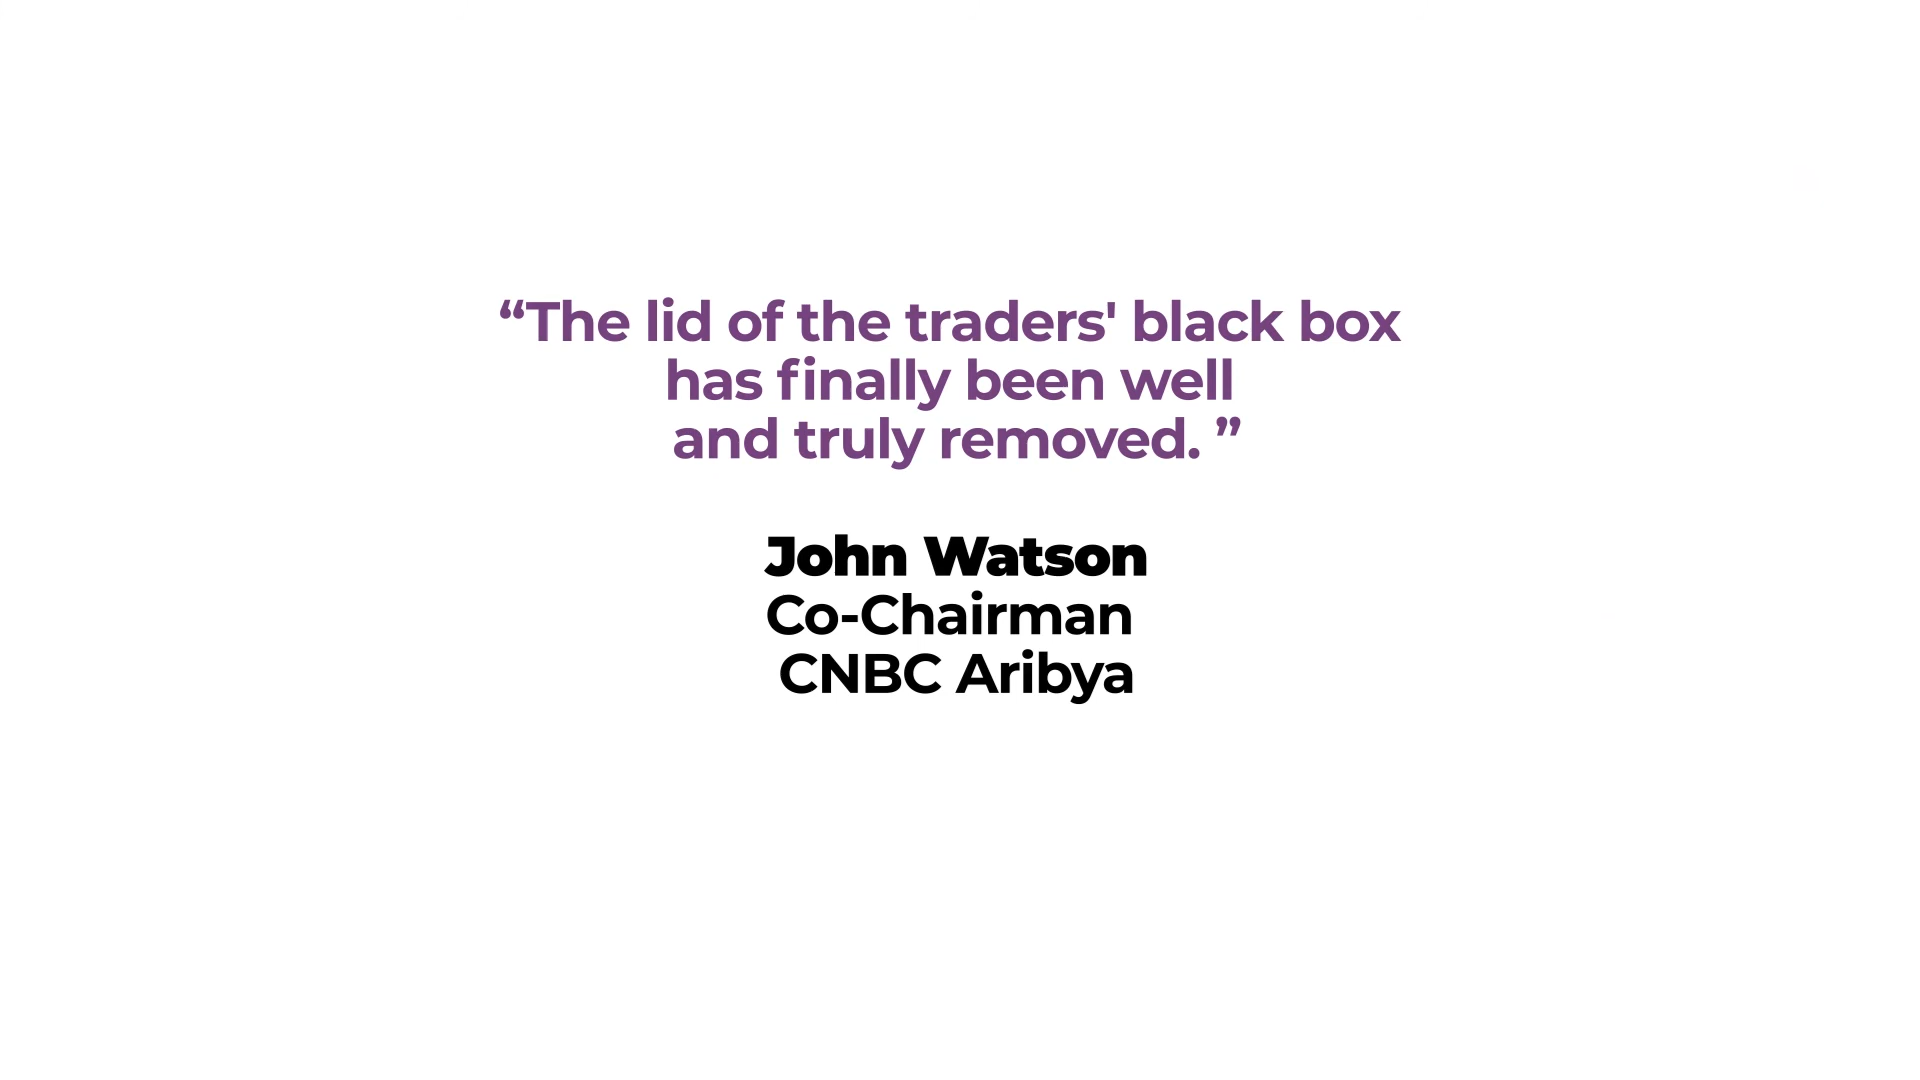 “The lid of the traders' black box
has finally been well
and truly removed. ”
John Watson
Co-Chairman
CNBC Aribya